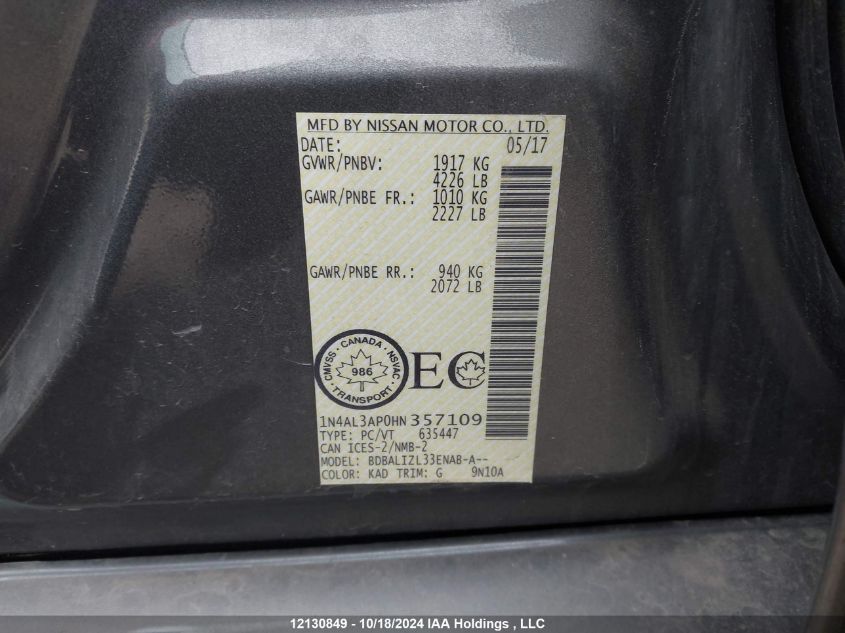 MFD BY NISSAN MOTOR CO., LTD.
DATE: 05/17
GVWR/PNBV: 1917 KG
4226 LB
GAWR/PNBE FR.: 1010 KG
2227 LB
GAWR/PNBE RR.: 940 KG
2072 LB
CMVSS · CANADA · NSVAC
986
TRANSPORT
EC
1N4AL3AP0HN357109
TYPE: PC/VT 635447
CAN ICES-2/NMB-2
MODEL: BDBALIZL33ENAB-A--
COLOR: KAD TRIM: G 9N10A
12130849 - 10/18/2024 IAA Holdings , LLC